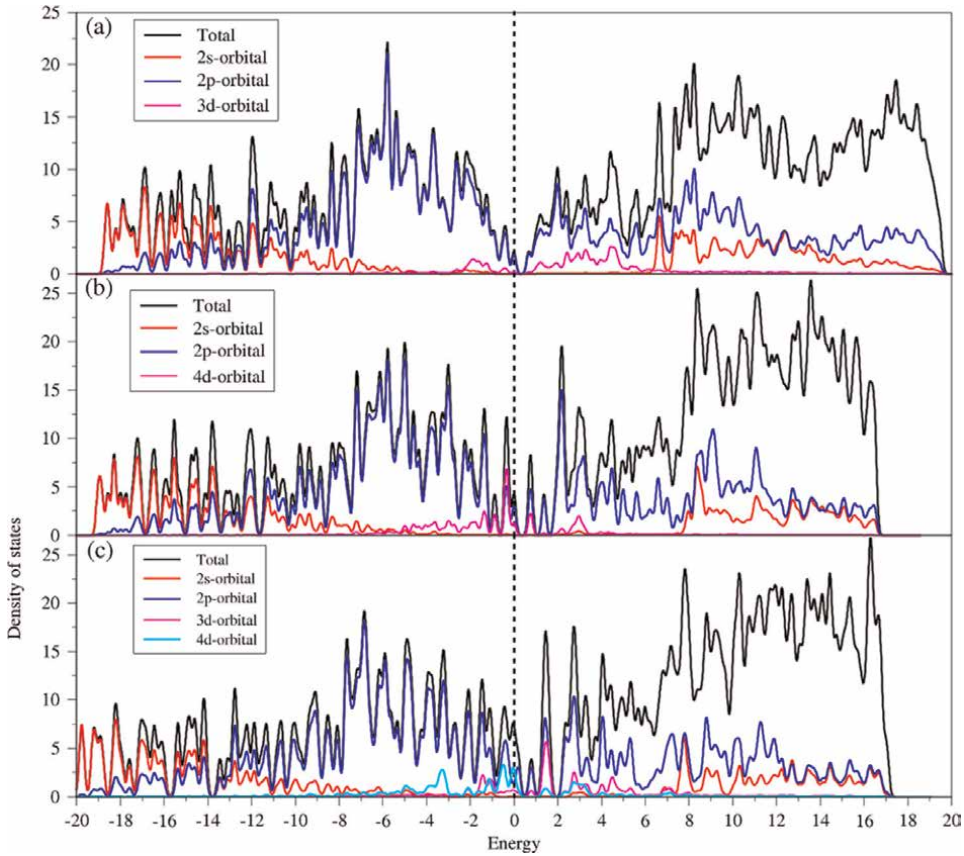 Density of states
25
20
15
10
5
0
(a)
Total
2s-orbital
2p-orbital
3d-orbital
25
20
15
10
5
0
(b)
Total
2s-orbital
2p-orbital
4d-orbital
25
20
15
10
5
0
(c)
Total
2s-orbital
2p-orbital
3d-orbital
4d-orbital
-20 -18 -16 -14 -12 -10 -8 -6 -4 -2 0 2 4 6 8 10 12 14 16 18 20
Energy